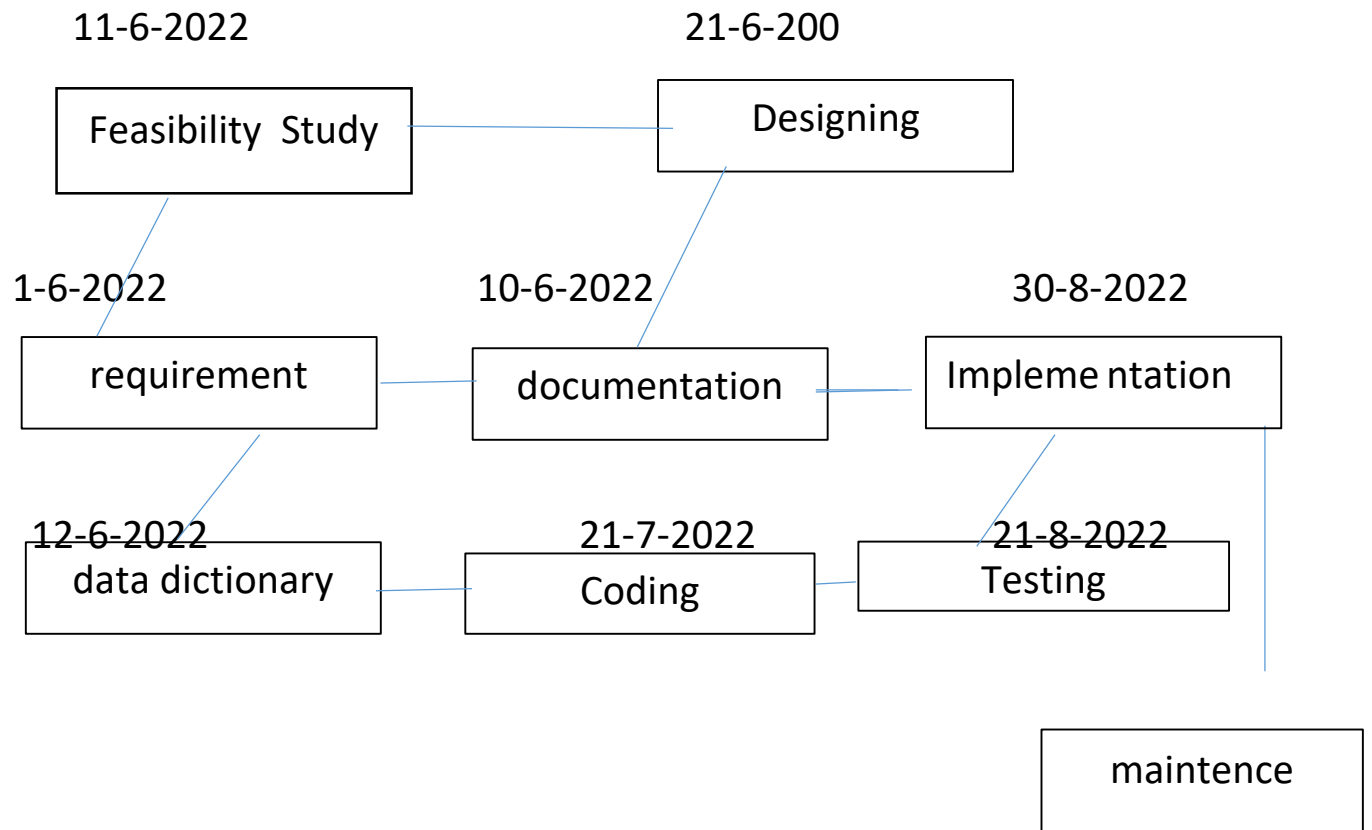 11-6-2022
21-6-200
Feasibility Study
Designing
1-6-2022
10-6-2022
30-8-2022
requirement
documentation
Impleme ntation
12-6-2022
21-7-2022
21-8-2022
data dictionary
Coding
Testing
maintence